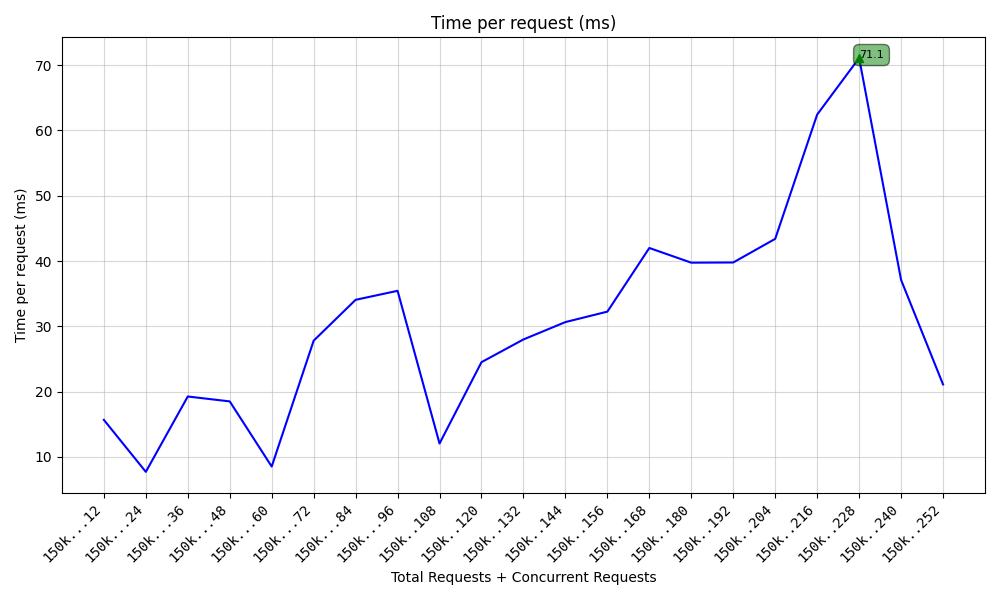 Time per request (ms)
71.1
Time per request (ms)
70
60
50
40
30
20
10
150k...12
150k...24
150k...36
150k...48
150k...60
150k...72
150k...84
150k...96
150k..108
150k..120
150k..132
150k..144
150k..156
150k..168
150k..180
150k..192
150k..204
150k..216
150k..228
150k..240
150k..252
Total Requests + Concurrent Requests